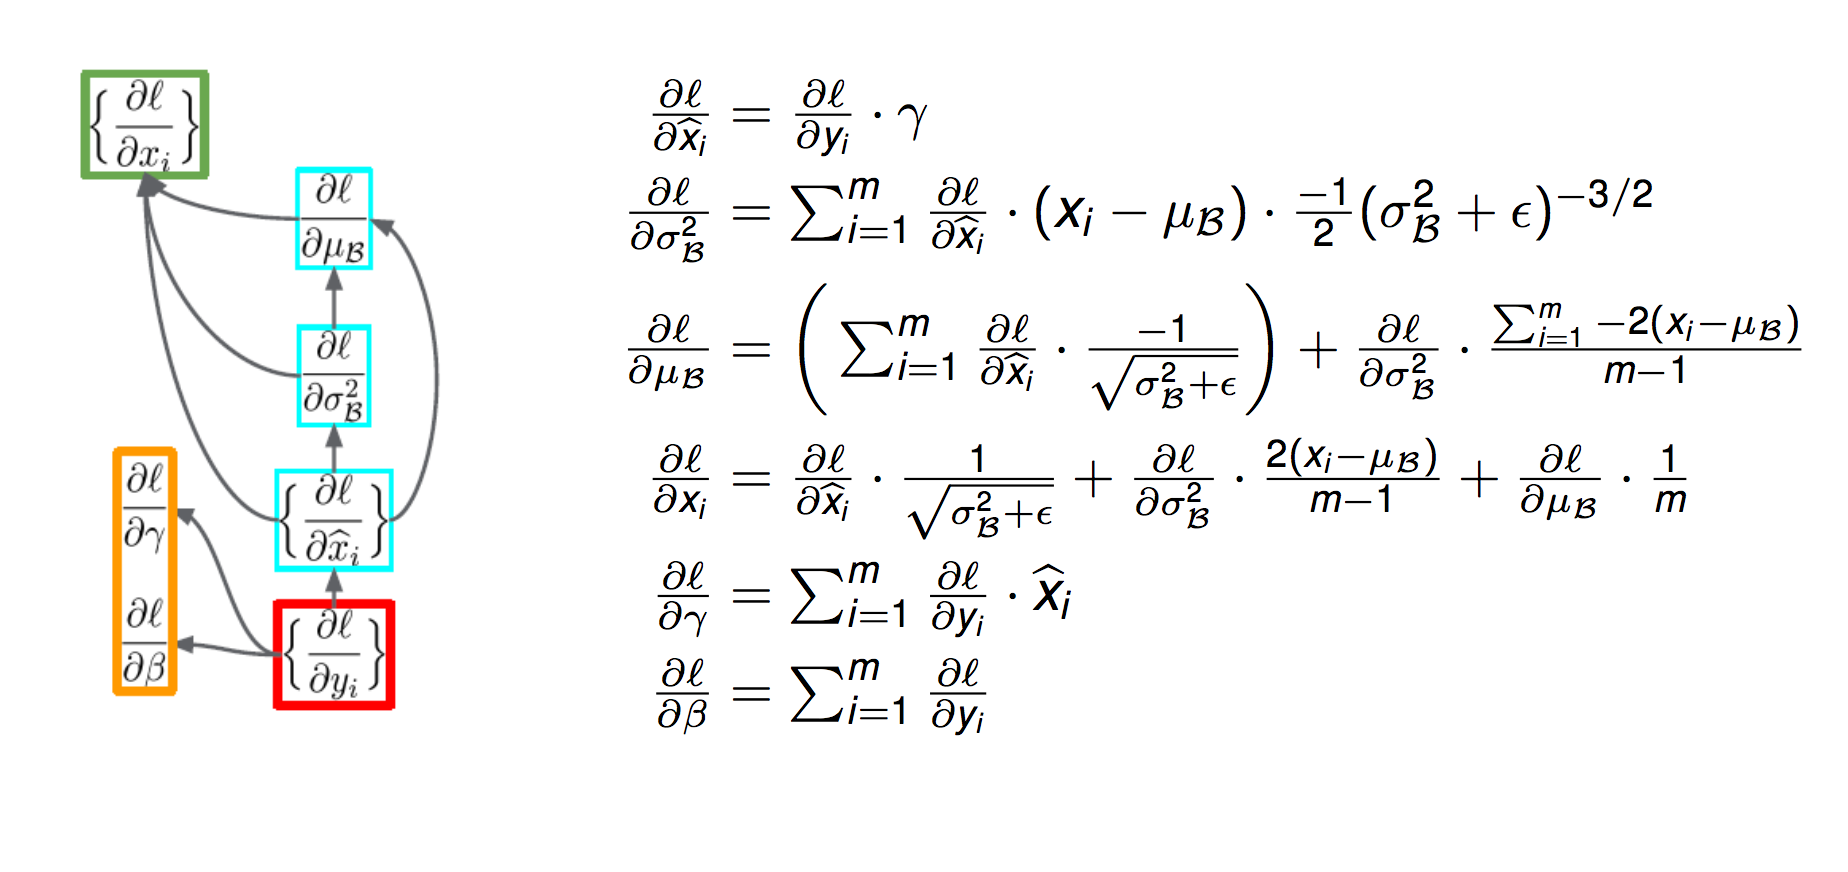 {∂ℓ/∂x_i}
∂ℓ/∂μ_𝓑
∂ℓ/∂σ²_𝓑
{∂ℓ/∂x̂_i}
∂ℓ/∂γ
∂ℓ/∂β
{∂ℓ/∂y_i}
∂ℓ/∂x̂_i = ∂ℓ/∂y_i · γ
∂ℓ/∂σ²_𝓑 = ∑_{i=1}^{m} ∂ℓ/∂x̂_i · (x_i − μ_𝓑) · −1/2 (σ²_𝓑 + ϵ)^{−3/2}
∂ℓ/∂μ_𝓑 = (∑_{i=1}^{m} ∂ℓ/∂x̂_i · −1/√(σ²_𝓑+ϵ)) + ∂ℓ/∂σ²_𝓑 · ∑_{i=1}^{m} −2(x_i−μ_𝓑)/(m−1)
∂ℓ/∂x_i = ∂ℓ/∂x̂_i · 1/√(σ²_𝓑+ϵ) + ∂ℓ/∂σ²_𝓑 · 2(x_i−μ_𝓑)/(m−1) + ∂ℓ/∂μ_𝓑 · 1/m
∂ℓ/∂γ = ∑_{i=1}^{m} ∂ℓ/∂y_i · x̂_i
∂ℓ/∂β = ∑_{i=1}^{m} ∂ℓ/∂y_i